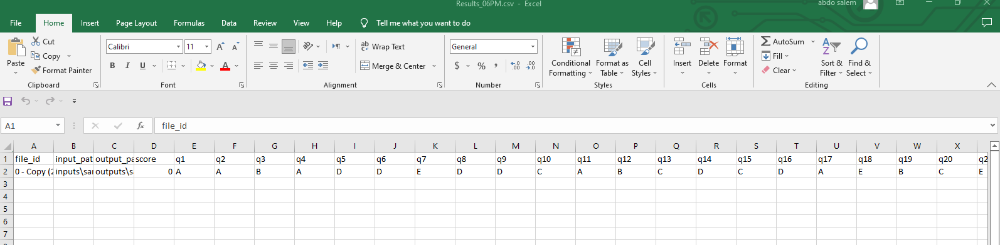 Results_06PM.csv - Excel
abdo salem
File Home Insert Page Layout Formulas Data Review View Help Tell me what you want to do
Paste
Cut
Copy
Format Painter
Clipboard
Calibri 11 A A
B I U A
Font
ab Wrap Text
Merge & Center
Alignment
General
$ % ,
Number
Conditional Formatting
Format as Table
Cell Styles
Styles
Insert Delete Format
Cells
AutoSum
Fill
Clear
Sort & Filter
Find & Select
Editing
A1 fx file_id
A B C D E F G H I J K L M N O P Q R S T U V W X
1 file_id input_pat output_pa score q1 q2 q3 q4 q5 q6 q7 q8 q9 q10 q11 q12 q13 q14 q15 q16 q17 q18 q19 q20 q2
2 0 - Copy (2 inputs\sar outputs\s 0 A A B A D D E D D C A B C D C D A E B C E
3
4
5
6
7